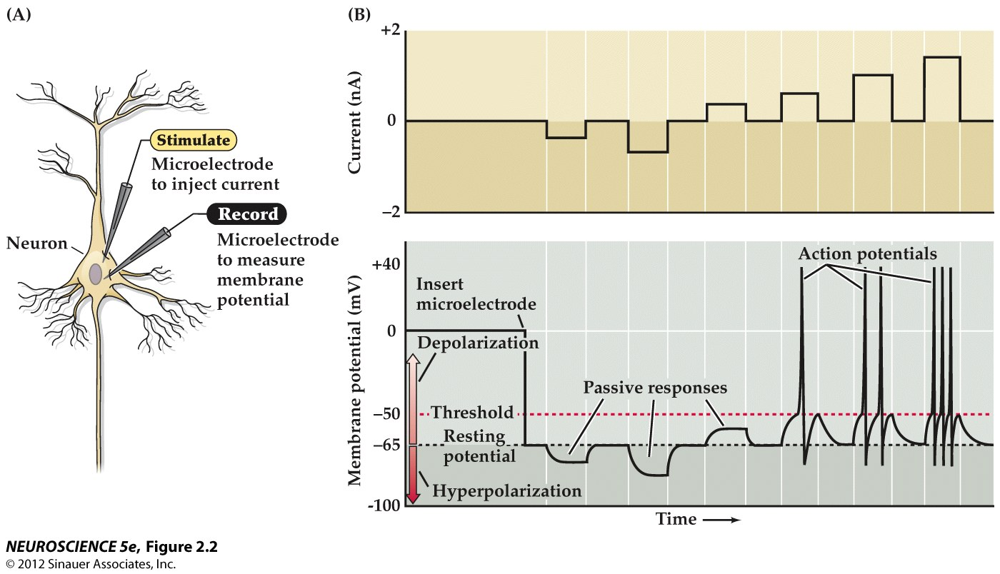 (A)
Stimulate
Microelectrode
to inject current
Record
Microelectrode
to measure
membrane
potential
Neuron
(B)
+2
0
–2
Current (nA)
+40
0
–50
–65
-100
Membrane potential (mV)
Insert
microelectrode
Depolarization
Threshold
Resting
potential
Hyperpolarization
Passive responses
Action potentials
Time
NEUROSCIENCE 5e, Figure 2.2
© 2012 Sinauer Associates, Inc.